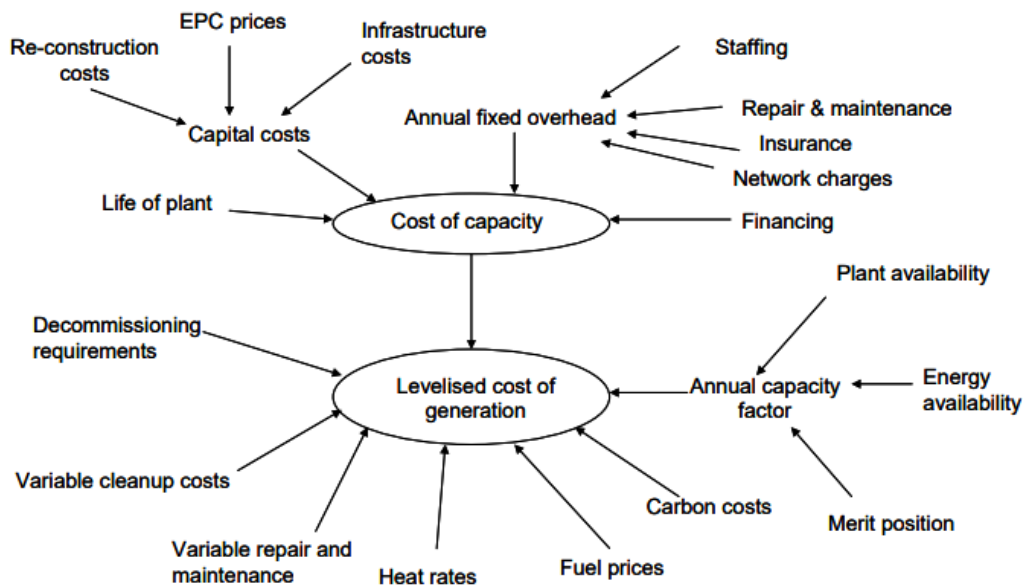 EPC prices
Infrastructure
costs
Re-construction
costs
Staffing
Capital costs
Annual fixed overhead
Repair & maintenance
Insurance
Network charges
Life of plant
Cost of capacity
Financing
Plant availability
Decommissioning
requirements
Levelised cost of
generation
Annual capacity
factor
Energy
availability
Variable cleanup costs
Carbon costs
Merit position
Variable repair and
maintenance
Heat rates
Fuel prices